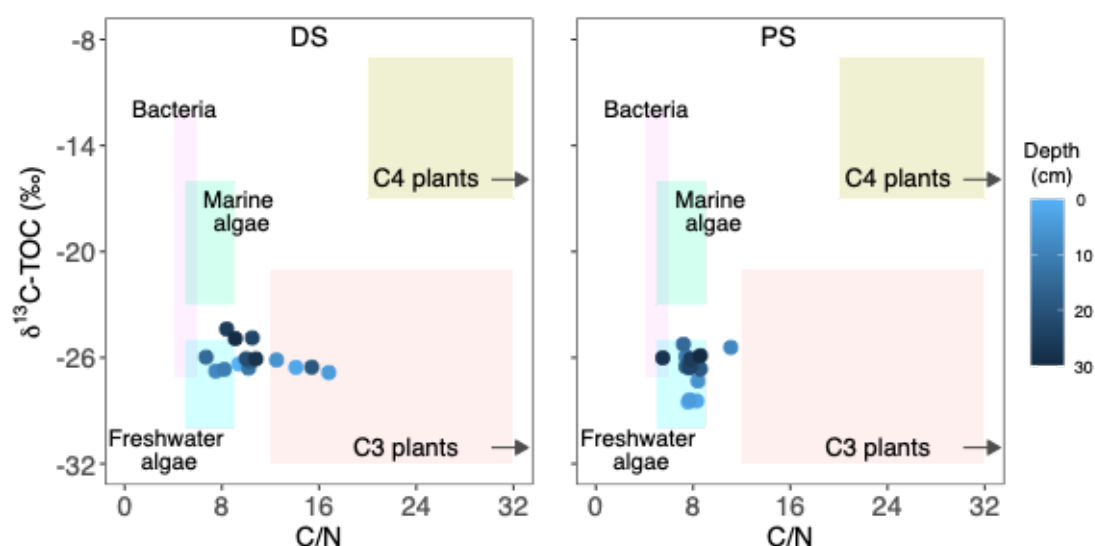 DS
PS
-8
-14
-20
-26
-32
δ¹³C-TOC (‰)
Bacteria
Marine
algae
C4 plants
Freshwater
algae
C3 plants
0 8 16 24 32
C/N
Bacteria
Marine
algae
C4 plants
Freshwater
algae
C3 plants
0 8 16 24 32
C/N
Depth
(cm)
0
10
20
30